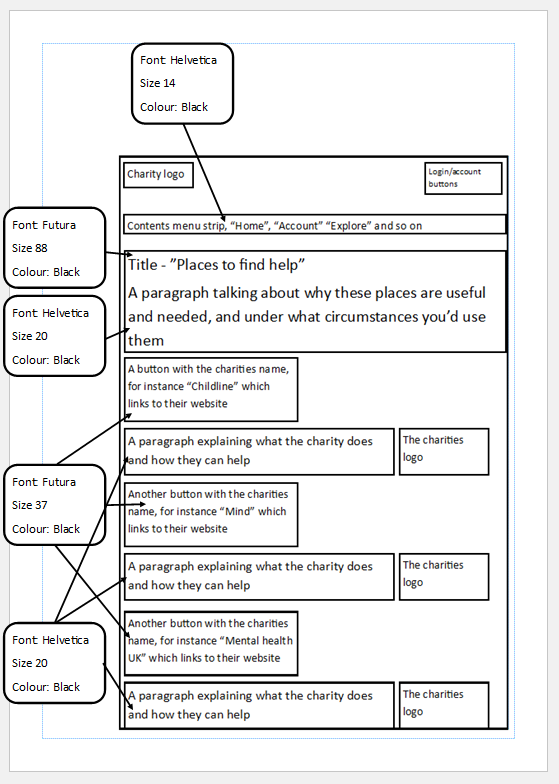 Font: Helvetica
Size 14
Colour: Black
Charity logo
Login/account
buttons
Contents menu strip, “Home”, “Account” “Explore” and so on
Font: Futura
Size 88
Colour: Black
Title - ”Places to find help”
A paragraph talking about why these places are useful
and needed, and under what circumstances you’d use
them
Font: Helvetica
Size 20
Colour: Black
A button with the charities name,
for instance “Childline” which
links to their website
A paragraph explaining what the charity does
and how they can help
The charities
logo
Font: Futura
Size 37
Colour: Black
Another button with the charities
name, for instance “Mind” which
links to their website
A paragraph explaining what the charity does
and how they can help
The charities
logo
Another button with the charities
name, for instance “Mental health
UK” which links to their website
Font: Helvetica
Size 20
Colour: Black
A paragraph explaining what the charity does
and how they can help
The charities
logo